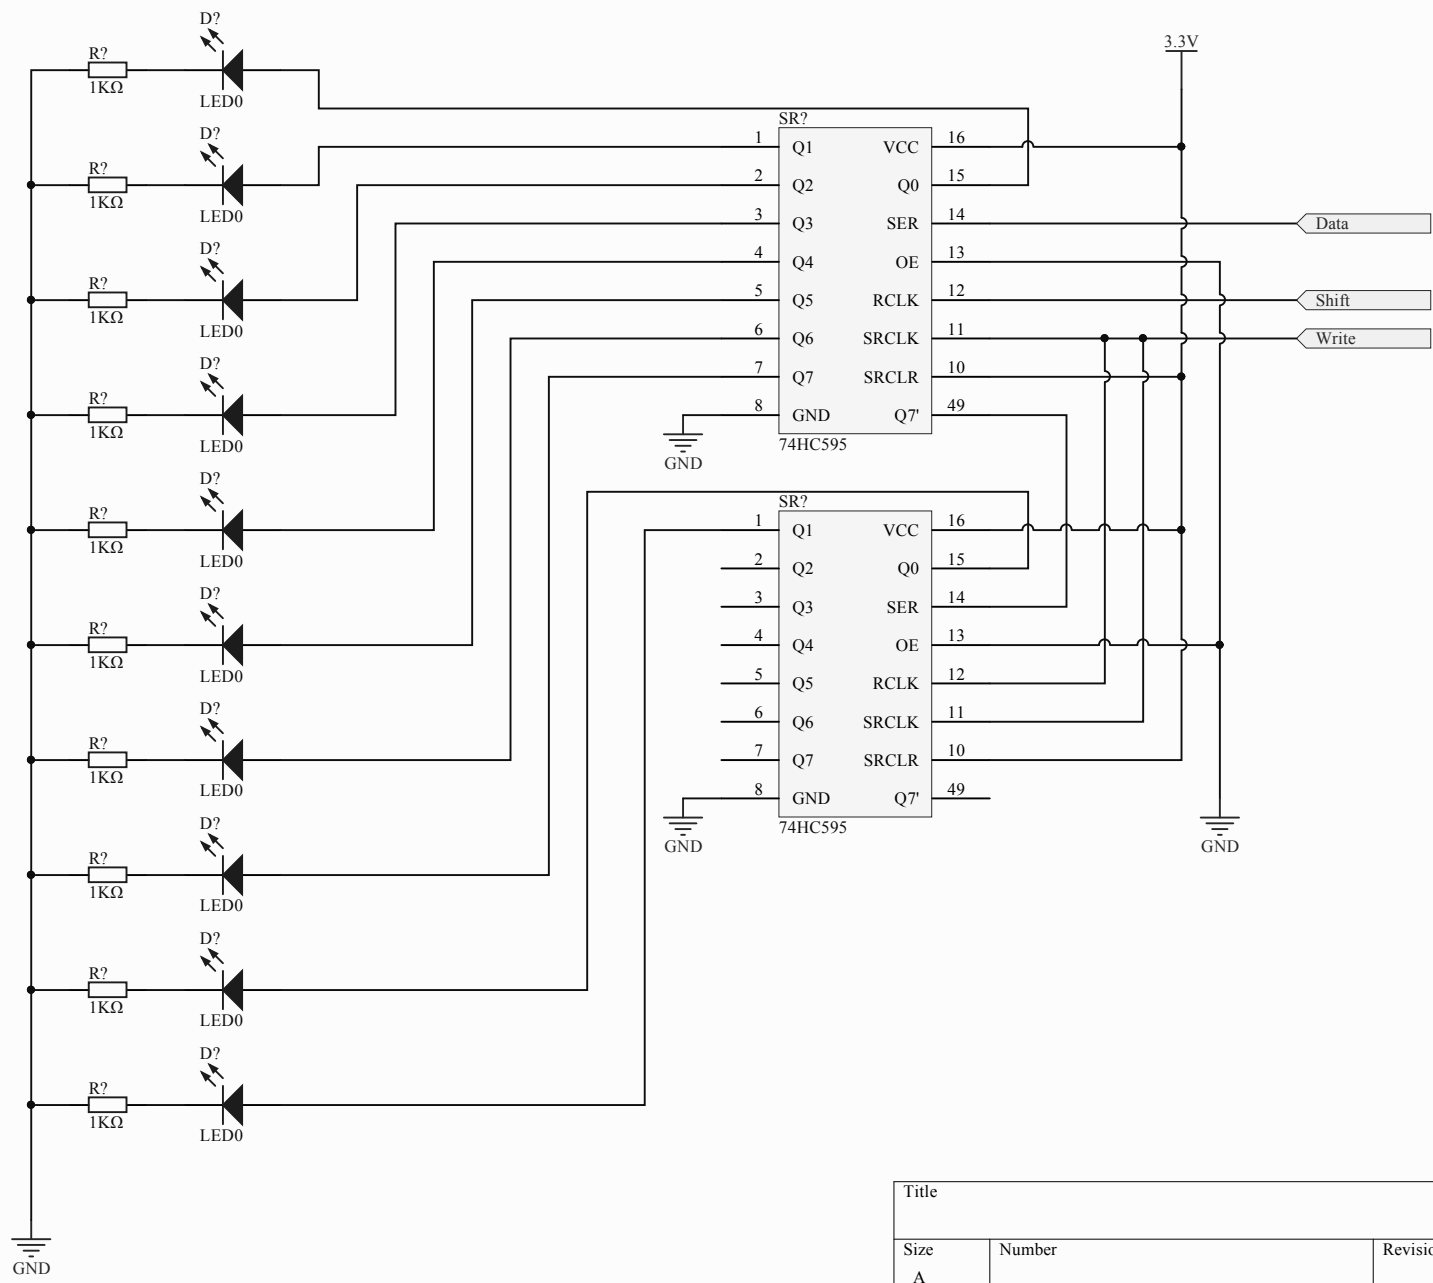 D?
R?
1KΩ
LED0
D?
R?
1KΩ
LED0
D?
R?
1KΩ
LED0
D?
R?
1KΩ
LED0
D?
R?
1KΩ
LED0
D?
R?
1KΩ
LED0
D?
R?
1KΩ
LED0
D?
R?
1KΩ
LED0
D?
R?
1KΩ
LED0
D?
R?
1KΩ
LED0
GND
3.3V
SR?
1 Q1 VCC 16
2 Q2 Q0 15
3 Q3 SER 14
4 Q4 OE 13
5 Q5 RCLK 12
6 Q6 SRCLK 11
7 Q7 SRCLR 10
8 GND Q7' 49
74HC595
GND
Data
Shift
Write
SR?
1 Q1 VCC 16
2 Q2 Q0 15
3 Q3 SER 14
4 Q4 OE 13
5 Q5 RCLK 12
6 Q6 SRCLK 11
7 Q7 SRCLR 10
8 GND Q7' 49
74HC595
GND
GND
Title
Size Number Revisio
A